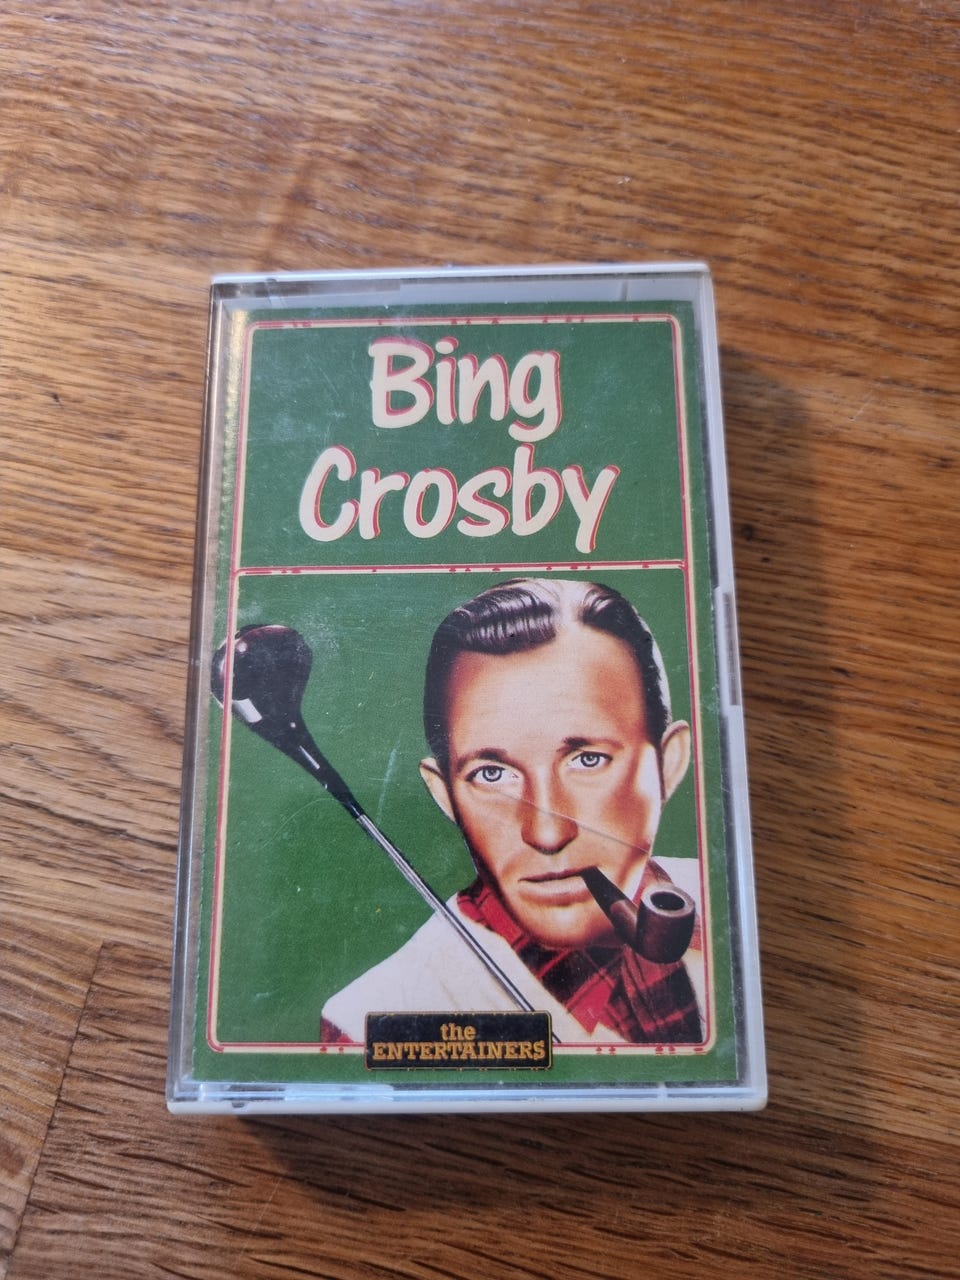 Bing
Crosby
the
ENTERTAINERS